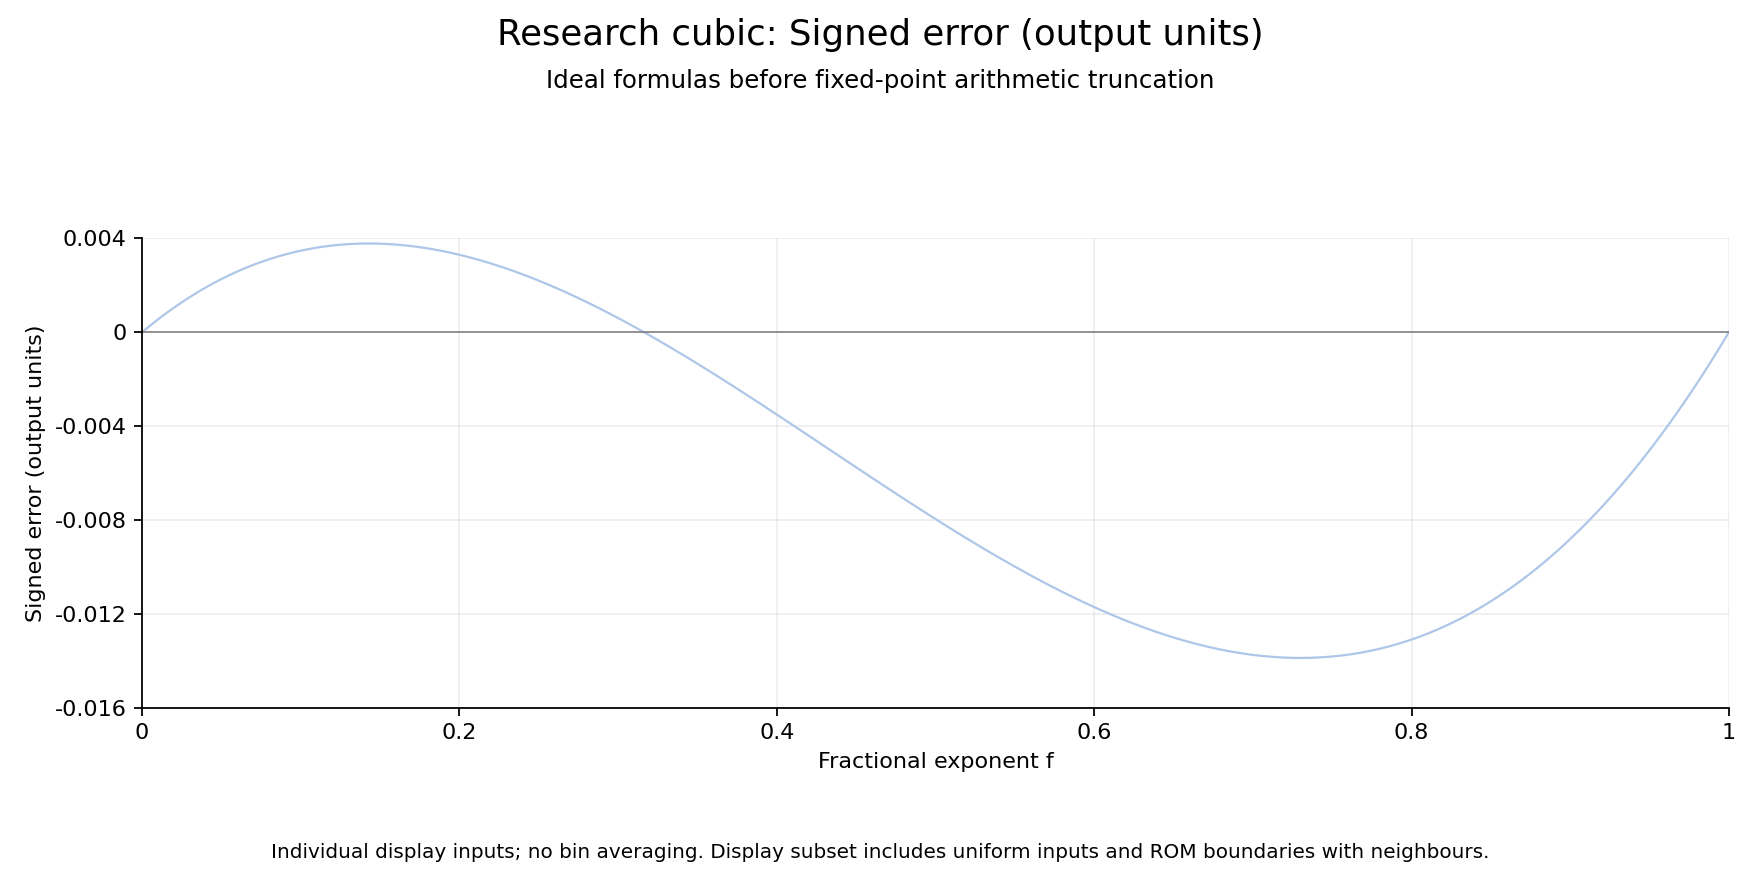 Research cubic: Signed error (output units)
Ideal formulas before fixed-point arithmetic truncation
0.004
0
-0.004
-0.008
-0.012
-0.016
Signed error (output units)
0 0.2 0.4 0.6 0.8 1
Fractional exponent f
Individual display inputs; no bin averaging. Display subset includes uniform inputs and ROM boundaries with neighbours.